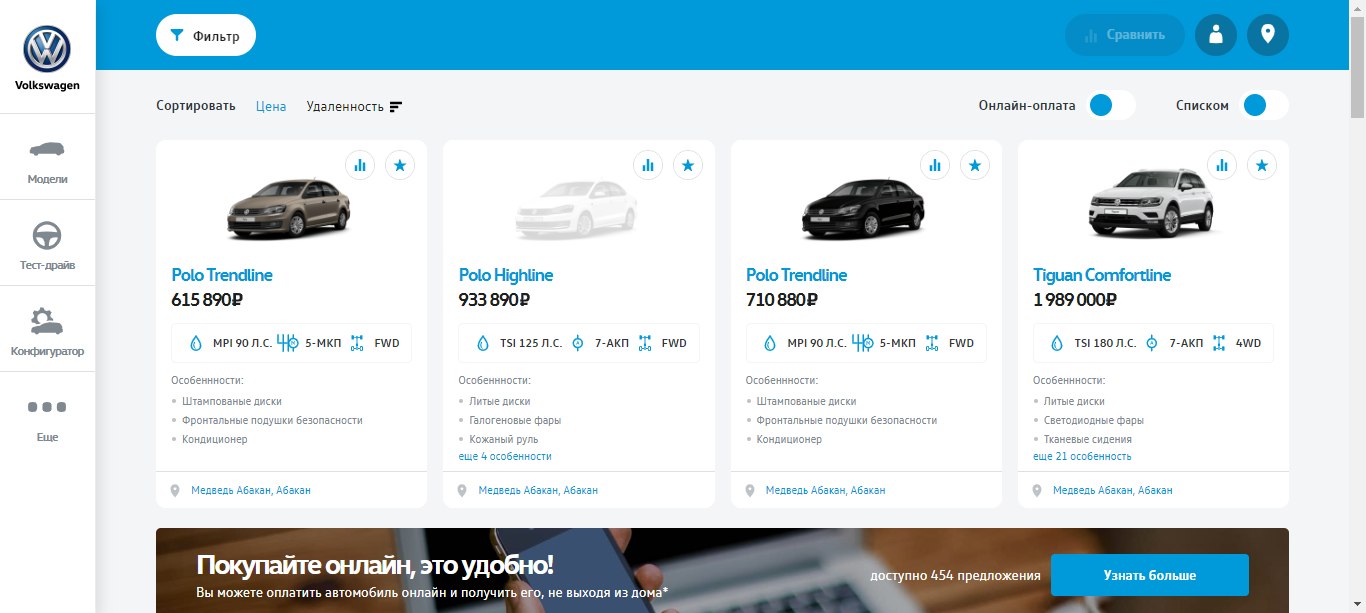 Volkswagen
Модели
Тест-драйв
Конфигуратор
Еще
Фильтр
Сравнить
Сортировать Цена Удаленность
Онлайн-оплата Списком
Polo Trendline
615 890₽
MPI 90 Л.С. 5-МКП FWD
Особеннности:
Штампованые диски
Фронтальные подушки безопасности
Кондиционер
Медведь Абакан, Абакан
Polo Highline
933 890₽
TSI 125 Л.С. 7-АКП FWD
Особеннности:
Литые диски
Галогеновые фары
Кожаный руль
еще 4 особенности
Медведь Абакан, Абакан
Polo Trendline
710 880₽
MPI 90 Л.С. 5-МКП FWD
Особеннности:
Штампованые диски
Фронтальные подушки безопасности
Кондиционер
Медведь Абакан, Абакан
Tiguan Comfortline
1 989 000₽
TSI 180 Л.С. 7-АКП 4WD
Особеннности:
Литые диски
Светодиодные фары
Тканевые сидения
еще 21 особенность
Медведь Абакан, Абакан
Покупайте онлайн, это удобно!
Вы можете оплатить автомобиль онлайн и получить его, не выходя из дома*
доступно 454 предложения
Узнать больше